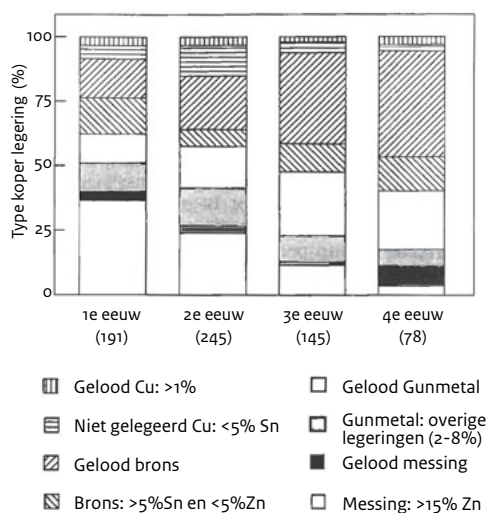 Type koper legering (%)
100
75
50
25
0
1e eeuw
(191)
2e eeuw
(245)
3e eeuw
(145)
4e eeuw
(78)
Gelood Cu: >1%
Niet gelegeerd Cu: <5% Sn
Gelood brons
Brons: >5%Sn en <5%Zn
Gelood Gunmetal
Gunmetal: overige
legeringen (2-8%)
Gelood messing
Messing: >15% Zn